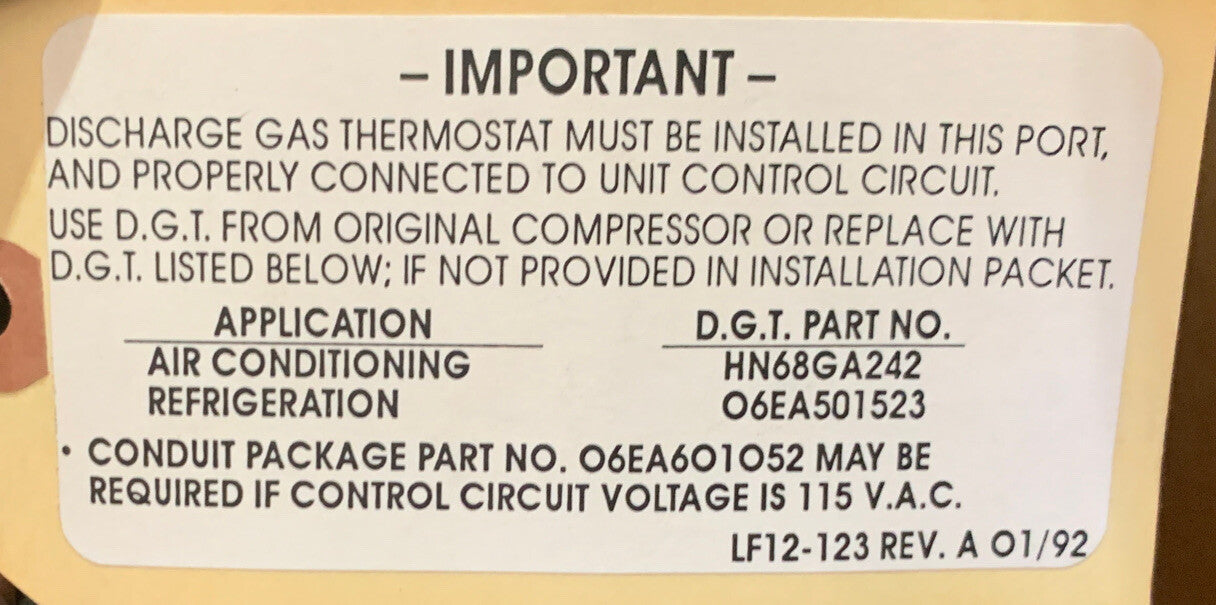 – IMPORTANT –
DISCHARGE GAS THERMOSTAT MUST BE INSTALLED IN THIS PORT,
AND PROPERLY CONNECTED TO UNIT CONTROL CIRCUIT.
USE D.G.T. FROM ORIGINAL COMPRESSOR OR REPLACE WITH
D.G.T. LISTED BELOW; IF NOT PROVIDED IN INSTALLATION PACKET.
APPLICATION D.G.T. PART NO.
AIR CONDITIONING HN68GA242
REFRIGERATION 06EA501523
• CONDUIT PACKAGE PART NO. 06EA601052 MAY BE
REQUIRED IF CONTROL CIRCUIT VOLTAGE IS 115 V.A.C.
LF12-123 REV. A 01/92